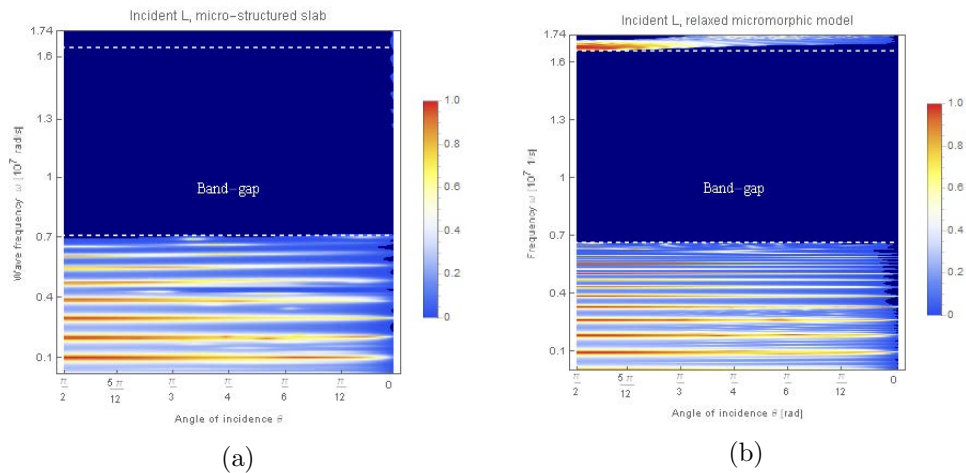 Incident L, micro-structured slab
1.74
1.6
1.3
1
0.7
0.4
0.1
Wave frequency ω [10⁷ rad/s]
Band-gap
π/2
5π/12
π/3
π/4
π/6
π/12
0
Angle of incidence θ
1.0
0.8
0.6
0.4
0.2
0
(a)
Incident L, relaxed micromorphic model
1.74
1.6
1.3
1
0.7
0.4
0.1
Frequency ω [10⁷ 1/s]
Band-gap
π/2
5π/12
π/3
π/4
π/6
π/12
0
Angle of incidence θ [rad]
1.0
0.8
0.6
0.4
0.2
0
(b)